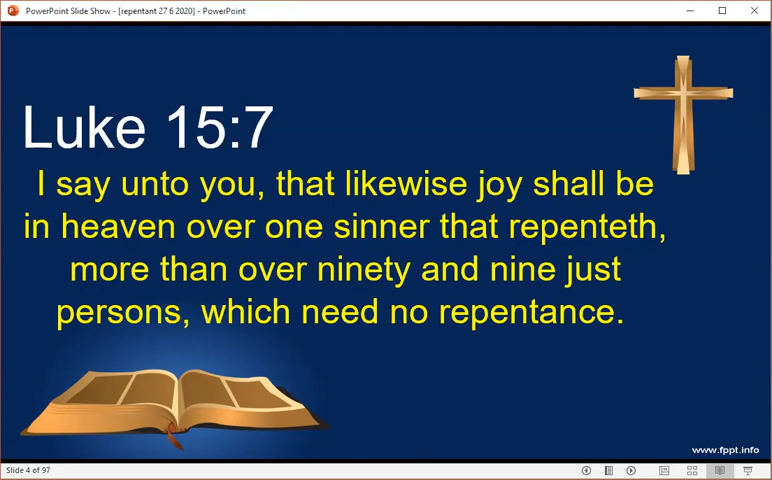 PowerPoint Slide Show - [repentant 27 6 2020] - PowerPoint
Luke 15:7
I say unto you, that likewise joy shall be
in heaven over one sinner that repenteth,
more than over ninety and nine just
persons, which need no repentance.
www.fppt.info
Slide 4 of 97